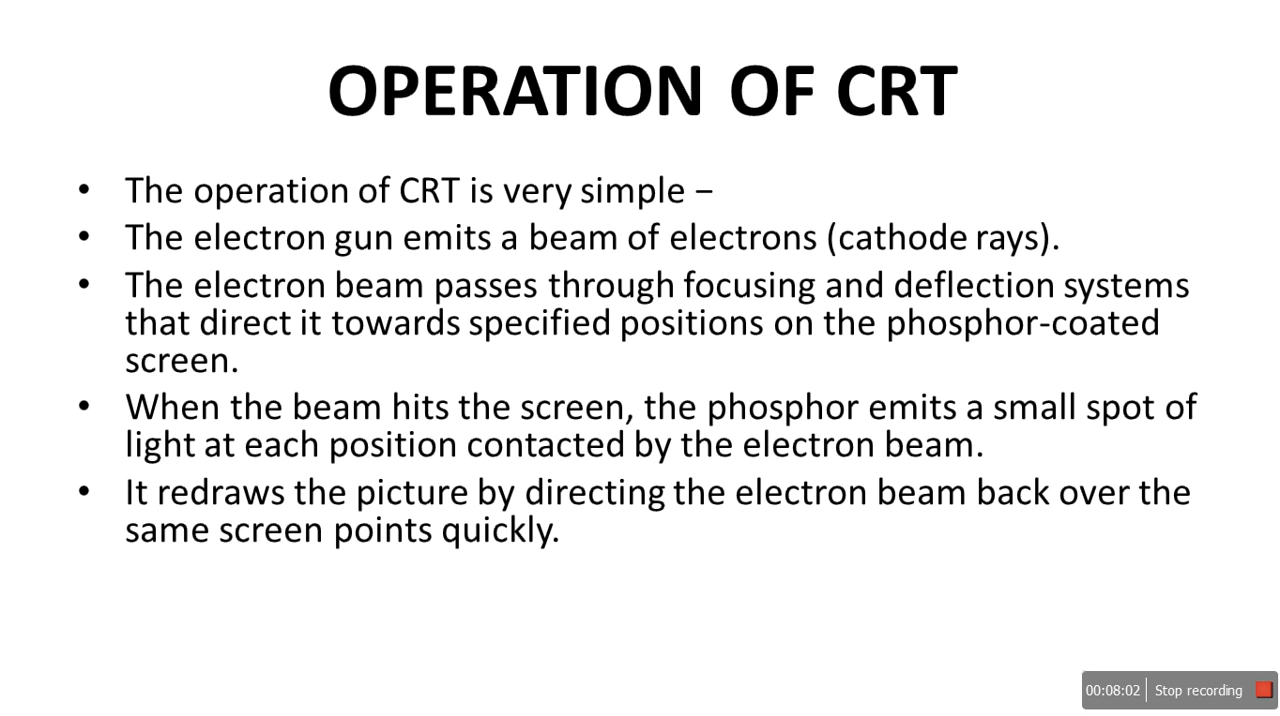 OPERATION OF CRT
• The operation of CRT is very simple −
• The electron gun emits a beam of electrons (cathode rays).
• The electron beam passes through focusing and deflection systems
that direct it towards specified positions on the phosphor-coated
screen.
• When the beam hits the screen, the phosphor emits a small spot of
light at each position contacted by the electron beam.
• It redraws the picture by directing the electron beam back over the
same screen points quickly.
00:08:02 Stop recording